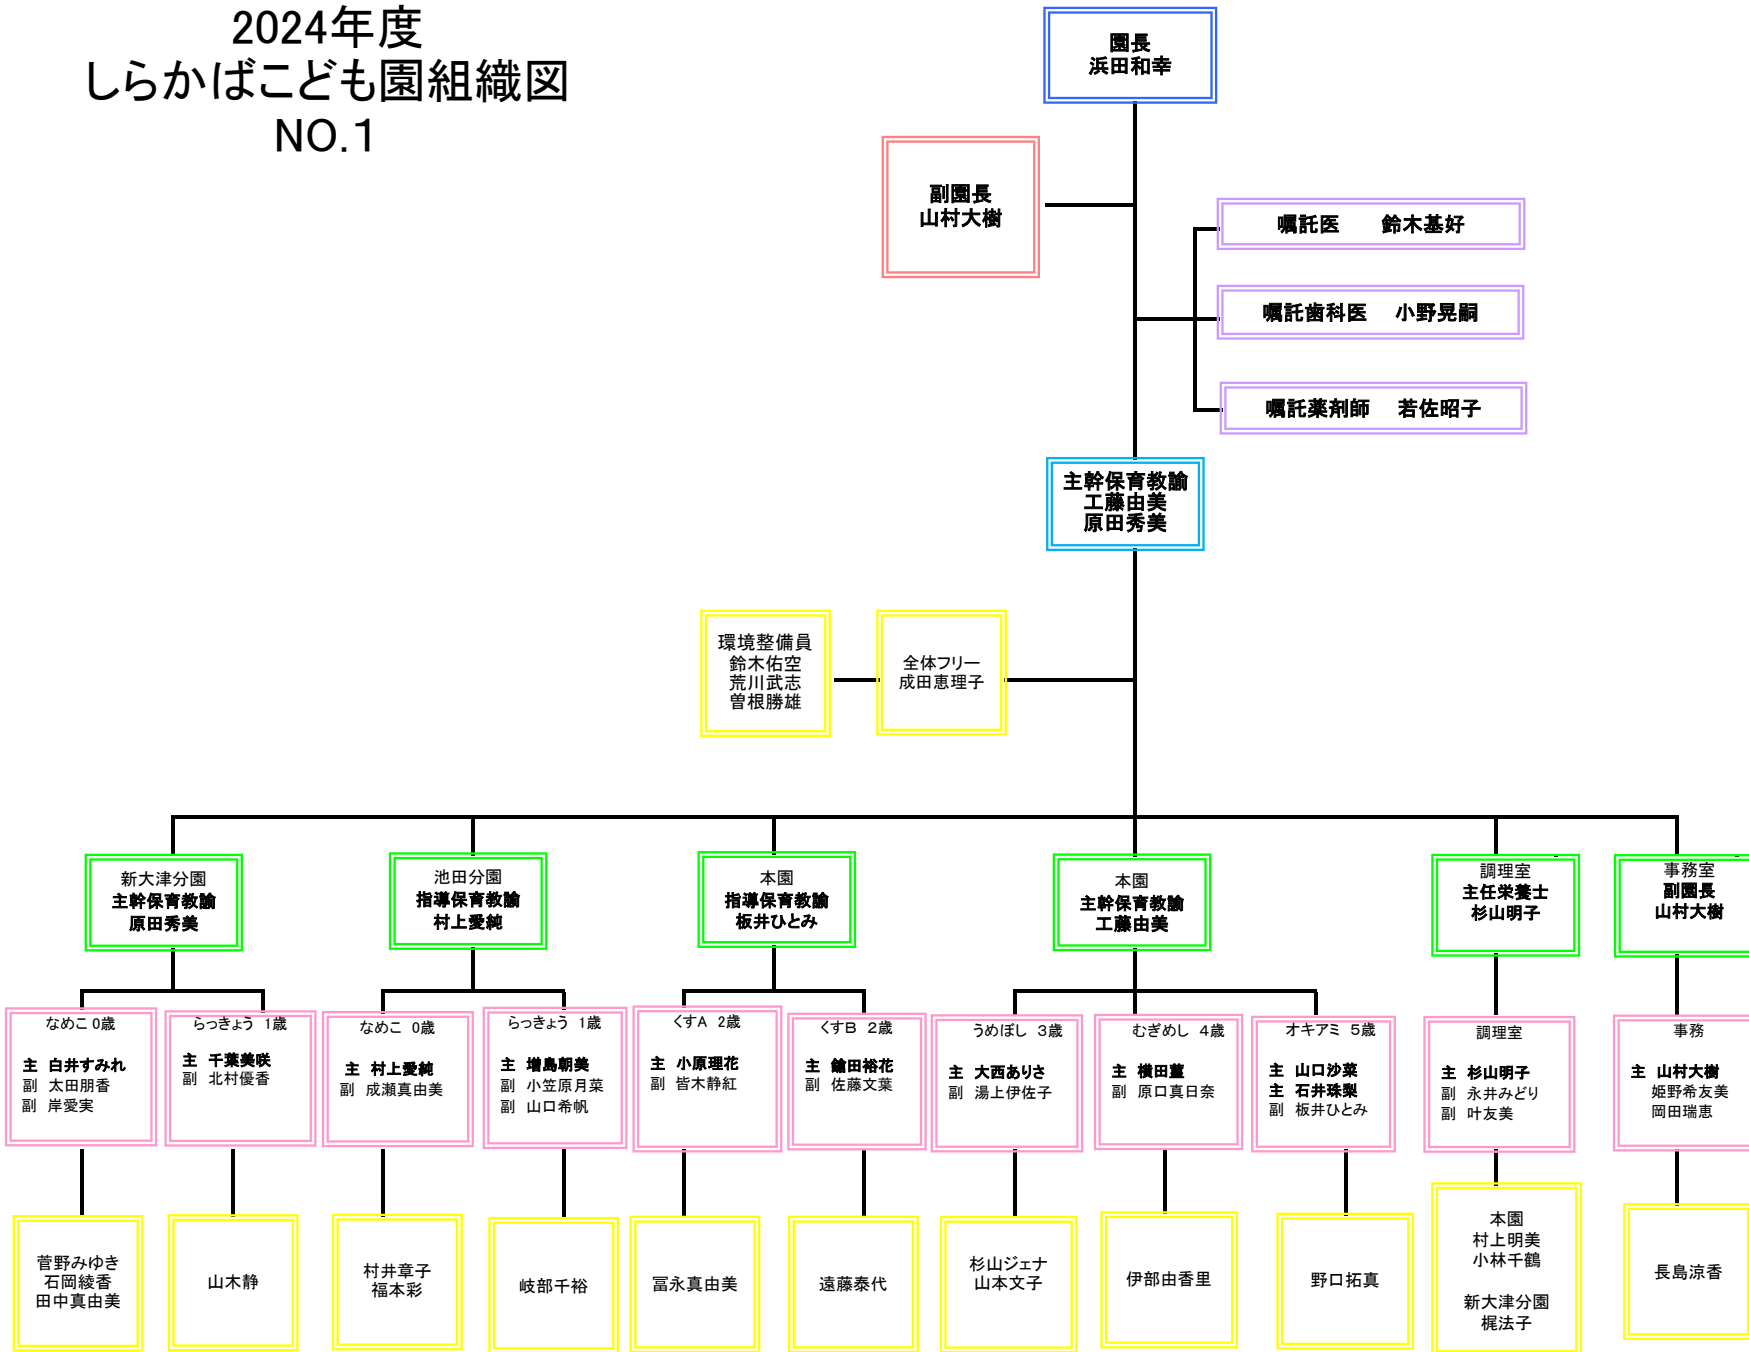 2024年度
しらかばこども園組織図
NO.1
園長
浜田和幸
副園長
山村大樹
嘱託医　鈴木基好
嘱託歯科医　小野晃嗣
嘱託薬剤師　若佐昭子
主幹保育教諭
工藤由美
原田秀美
環境整備員
鈴木佑空
荒川武志
曽根勝雄
全体フリー
成田恵理子
新大津分園
主幹保育教諭
原田秀美
池田分園
指導保育教諭
村上愛純
本園
指導保育教諭
板井ひとみ
本園
主幹保育教諭
工藤由美
調理室
主任栄養士
杉山明子
事務室
副園長
山村大樹
なめこ 0歳
主 白井すみれ
副 太田朋香
副 岸愛実
らっきょう 1歳
主 千葉美咲
副 北村優香
なめこ 0歳
主 村上愛純
副 成瀬真由美
らっきょう 1歳
主 増島朝美
副 小笠原月菜
副 山口希帆
くすA 2歳
主 小原理花
副 皆木静紅
くすB 2歳
主 鎗田裕花
副 佐藤文葉
うめぼし 3歳
主 大西ありさ
副 湯上伊佐子
むぎめし 4歳
主 横田菫
副 原口真日奈
オキアミ 5歳
主 山口沙菜
主 石井珠梨
副 板井ひとみ
調理室
主 杉山明子
副 永井みどり
副 叶友美
事務
主 山村大樹
姫野希友美
岡田瑞恵
菅野みゆき
石岡綾香
田中真由美
山木静
村井章子
福本彩
岐部千裕
冨永真由美
遠藤泰代
杉山ジェナ
山本文子
伊部由香里
野口拓真
本園
村上明美
小林千鶴
新大津分園
梶法子
長島涼香